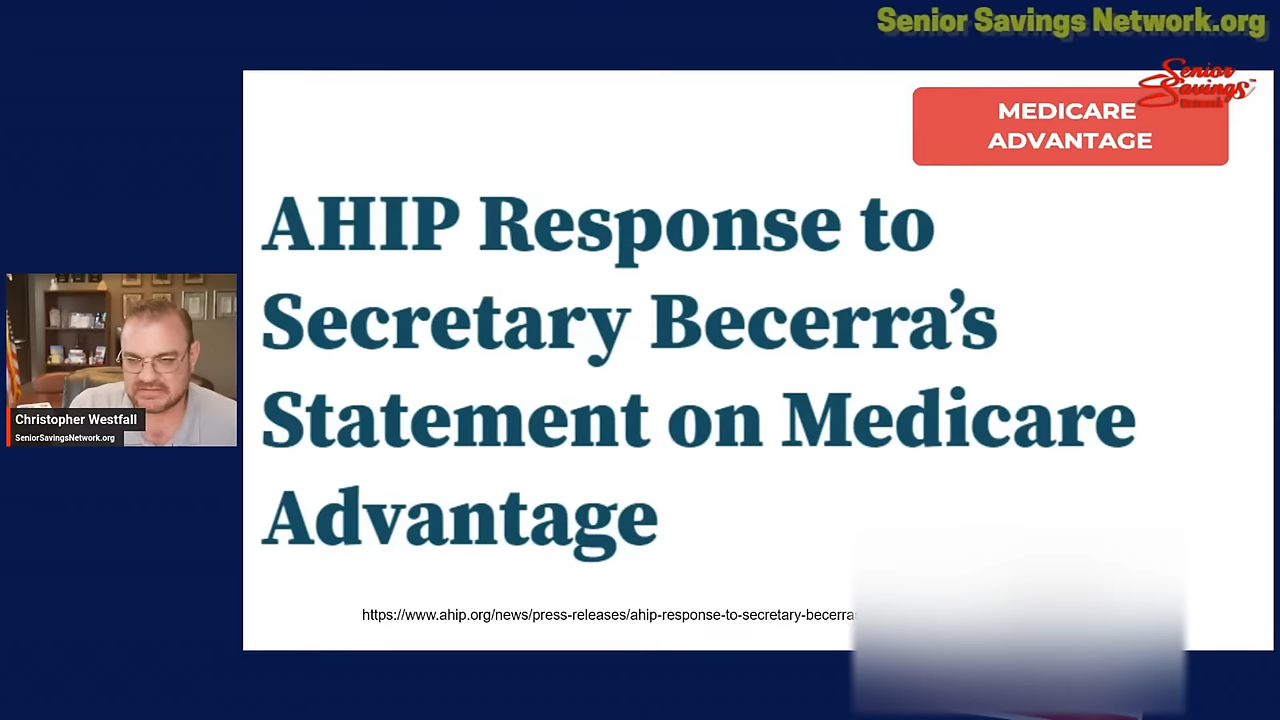 Senior Savings Network.org
Senior
Savings
Network
MEDICARE
ADVANTAGE
AHIP Response to
Secretary Becerra’s
Statement on Medicare
Advantage
Christopher Westfall
SeniorSavingsNetwork.org
https://www.ahip.org/news/press-releases/ahip-response-to-secretary-becerra